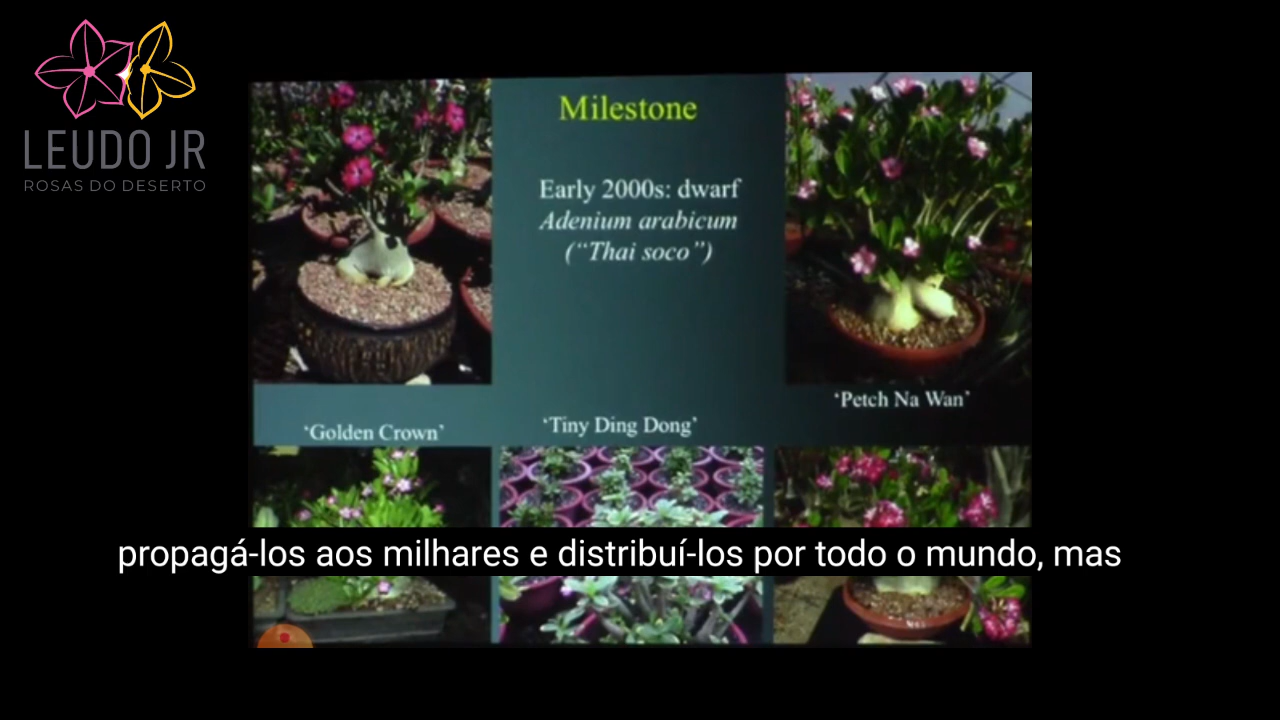 LEUDO JR
ROSAS DO DESERTO
Milestone
Early 2000s: dwarf
Adenium arabicum
(“Thai soco”)
‘Petch Na Wan’
‘Golden Crown’
‘Tiny Ding Dong’
propagá-los aos milhares e distribuí-los por todo o mundo, mas